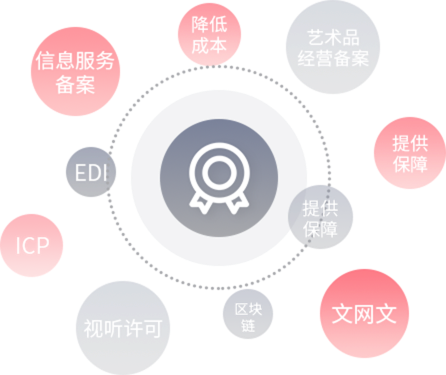 降低
成本
艺术品
经营备案
信息服务
备案
提供
保障
EDI
提供
保障
ICP
区块
链
文网文
视听许可